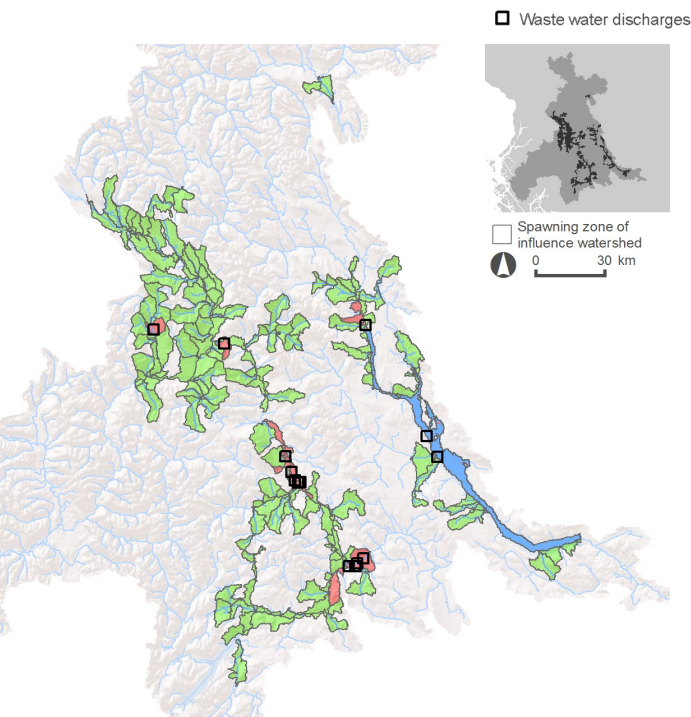 Waste water discharges
Spawning zone of
influence watershed
0 30 km